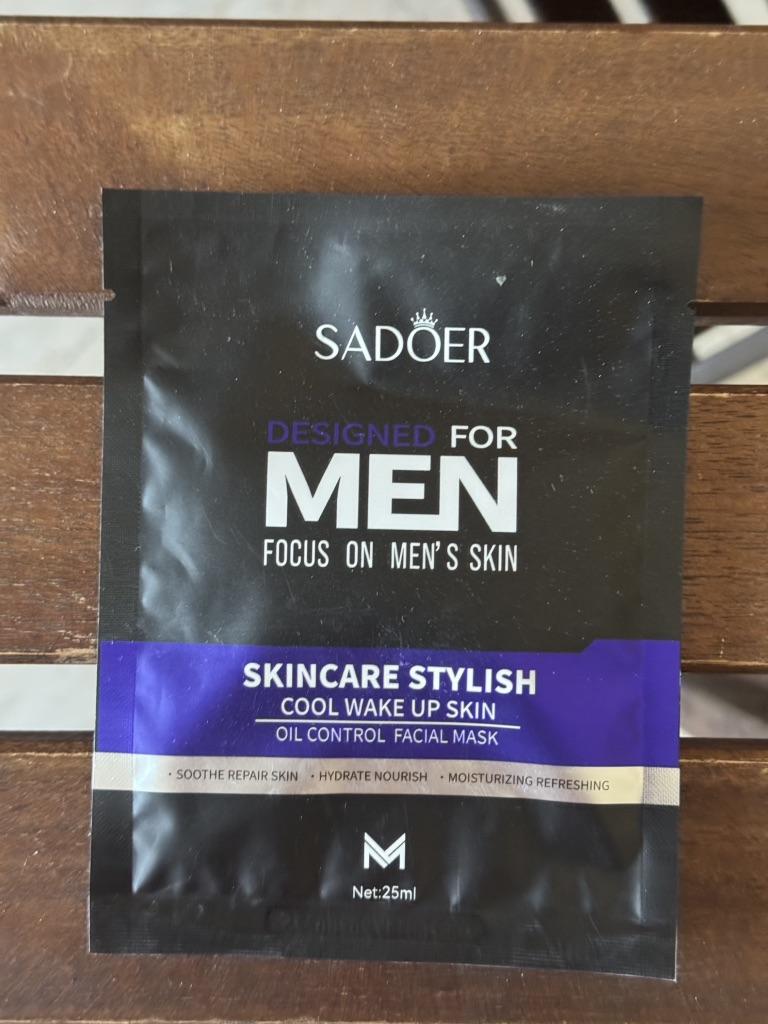 SADOER
DESIGNED FOR
MEN
FOCUS ON MEN'S SKIN
SKINCARE STYLISH
COOL WAKE UP SKIN
OIL CONTROL FACIAL MASK
· SOOTHE REPAIR SKIN · HYDRATE NOURISH · MOISTURIZING REFRESHING
M
Net:25ml